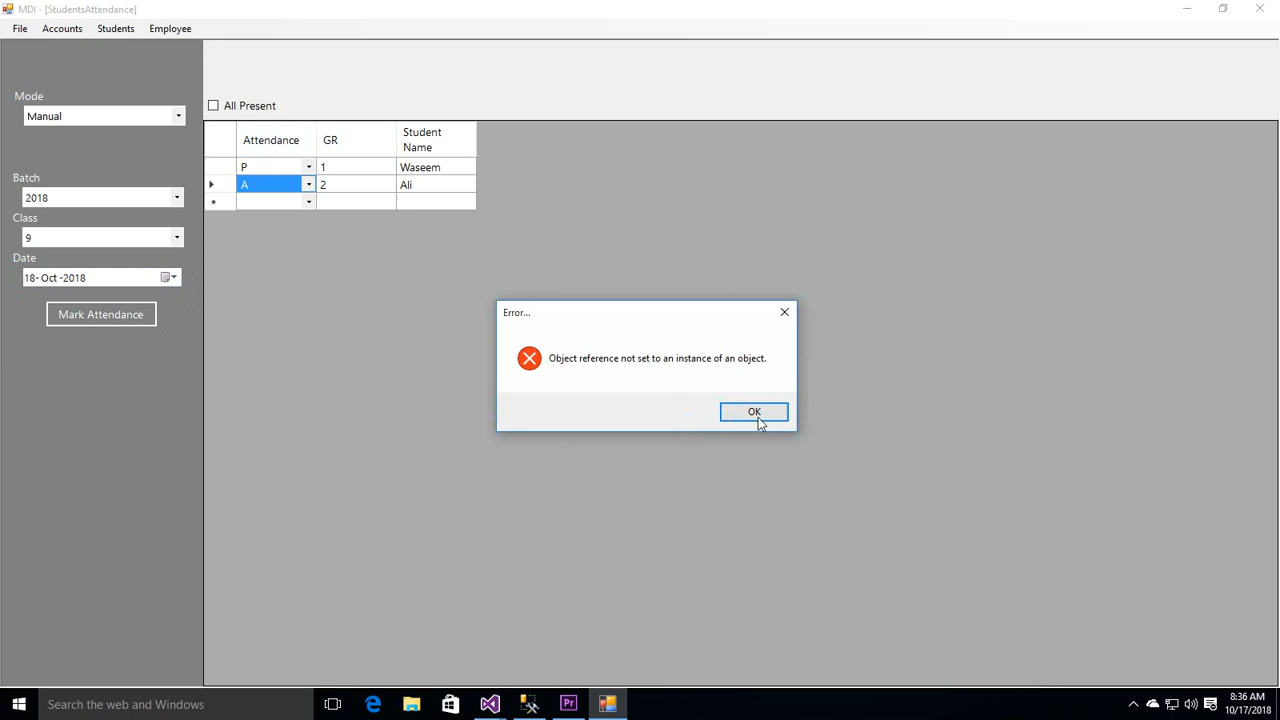 MDI - [StudentsAttendance]
File Accounts Students Employee
Mode
Manual
Batch
2018
Class
9
Date
18- Oct -2018
Mark Attendance
All Present
Attendance GR Student Name
P 1 Waseem
A 2 Ali
Error...
Object reference not set to an instance of an object.
OK
Search the web and Windows
Pr
8:36 AM
10/17/2018